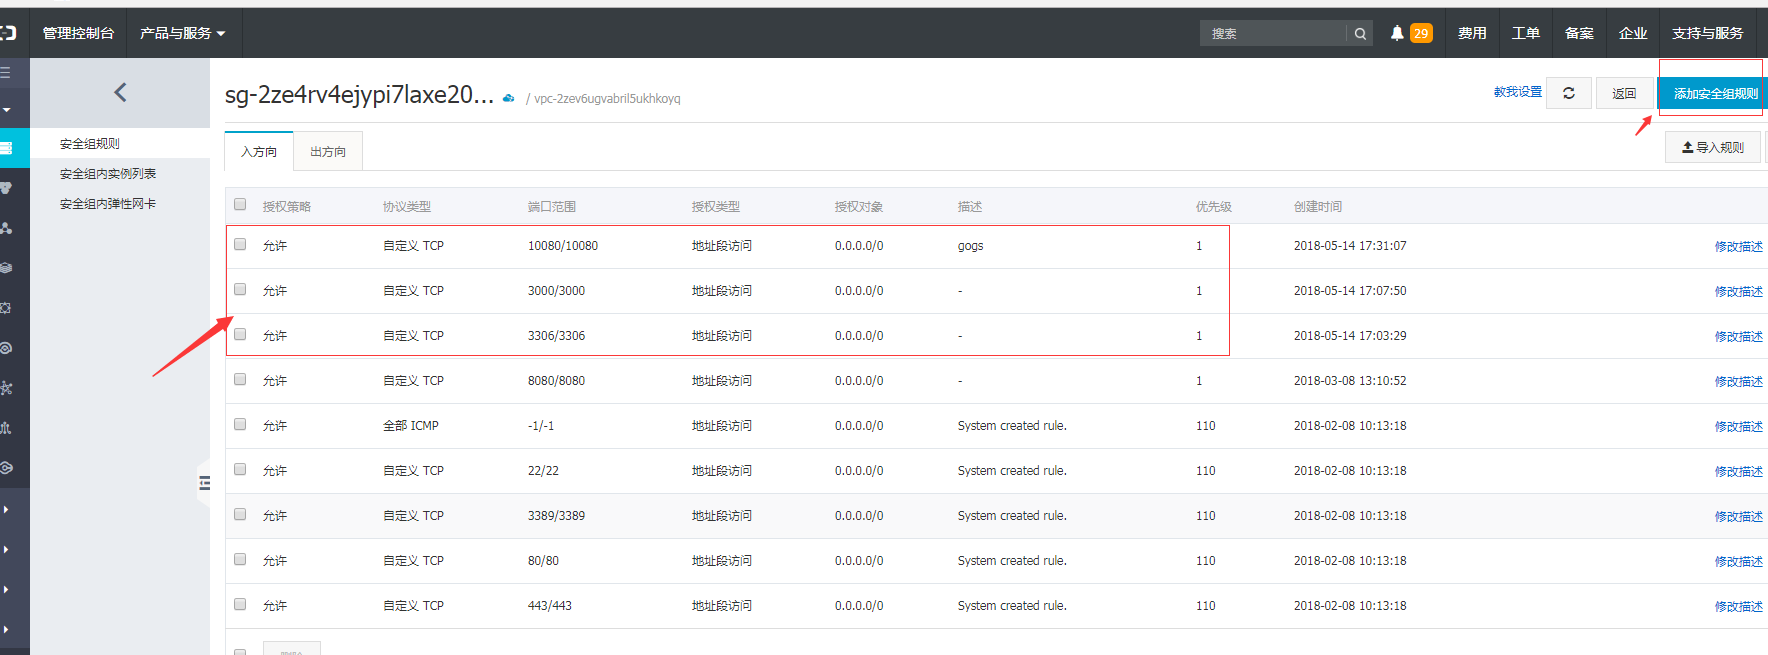 管理控制台 产品与服务 搜索 29 费用 工单 备案 企业 支持与服务
sg-2ze4rv4ejypi7laxe20... / vpc-2zev6ugvabril5ukhkoyq 教我设置 返回 添加安全组规则
安全组规则
安全组内实例列表
安全组内弹性网卡
入方向 出方向 导入规则
授权策略 协议类型 端口范围 授权类型 授权对象 描述 优先级 创建时间
允许 自定义 TCP 10080/10080 地址段访问 0.0.0.0/0 gogs 1 2018-05-14 17:31:07 修改描述
允许 自定义 TCP 3000/3000 地址段访问 0.0.0.0/0 - 1 2018-05-14 17:07:50 修改描述
允许 自定义 TCP 3306/3306 地址段访问 0.0.0.0/0 - 1 2018-05-14 17:03:29 修改描述
允许 自定义 TCP 8080/8080 地址段访问 0.0.0.0/0 - 1 2018-03-08 13:10:52 修改描述
允许 全部 ICMP -1/-1 地址段访问 0.0.0.0/0 System created rule. 110 2018-02-08 10:13:18 修改描述
允许 自定义 TCP 22/22 地址段访问 0.0.0.0/0 System created rule. 110 2018-02-08 10:13:18 修改描述
允许 自定义 TCP 3389/3389 地址段访问 0.0.0.0/0 System created rule. 110 2018-02-08 10:13:18 修改描述
允许 自定义 TCP 80/80 地址段访问 0.0.0.0/0 System created rule. 110 2018-02-08 10:13:18 修改描述
允许 自定义 TCP 443/443 地址段访问 0.0.0.0/0 System created rule. 110 2018-02-08 10:13:18 修改描述